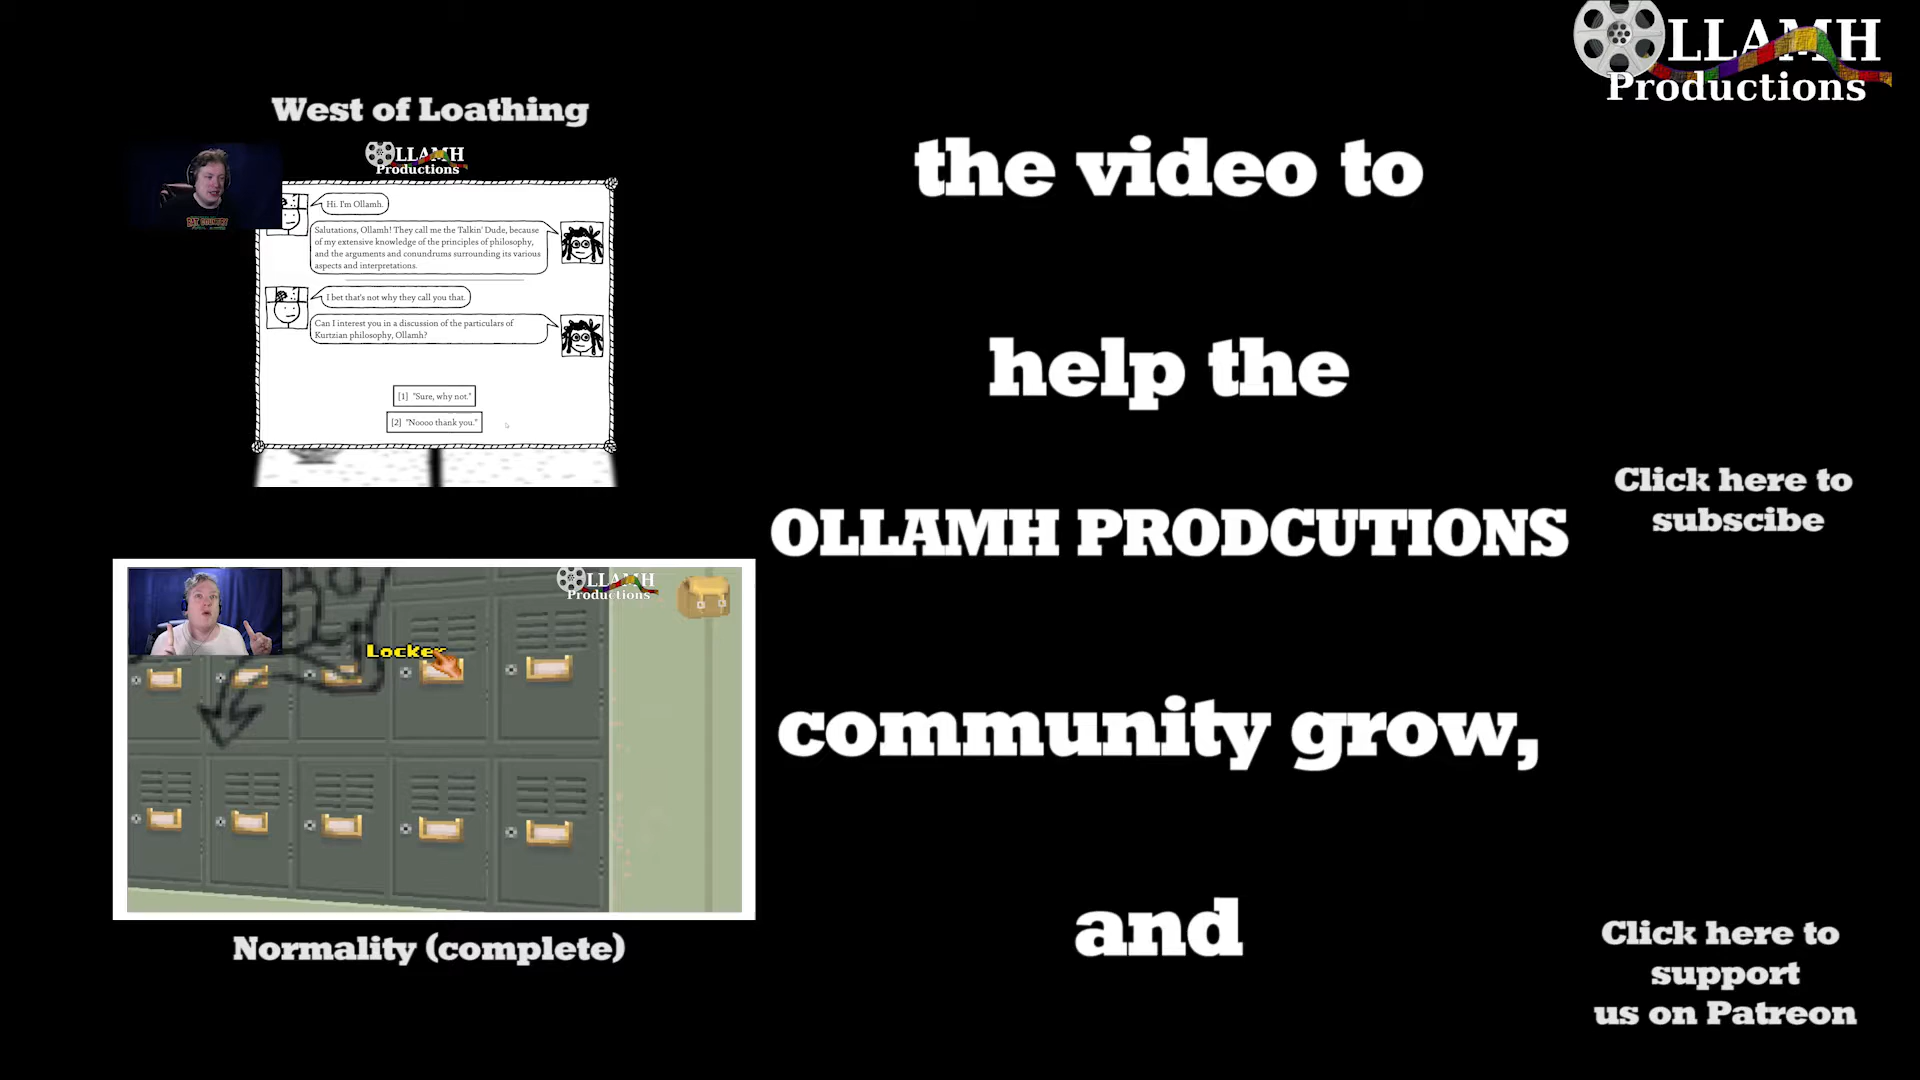 LLAMH
Productions
West of Loathing
LLAMH
Productions
Hi. I'm Ollamh.
Salutations, Ollamh! They call me the Talkin' Dude, because
of my extensive knowledge of the principles of philosophy,
and the arguments and conundrums surrounding its various
aspects and interpretations.
I bet that's not why they call you that.
Can I interest you in a discussion of the particulars of
Kurtzian philosophy, Ollamh?
[1] "Sure, why not."
[2] "Noooo thank you."
LLAMH
Productions
Locker
Normality (complete)
the video to
help the
OLLAMH PRODCUTIONS
community grow,
and
Click here to
subscibe
Click here to
support
us on Patreon